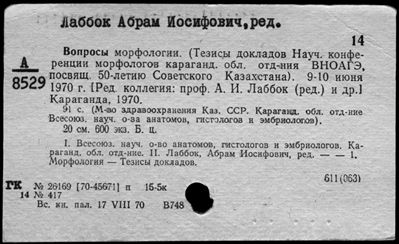 Лаббок Абрам Иосифович, ред.
14
Вопросы морфологии. (Тезисы докладов Науч. конфе-
ренции морфологов караганд. обл. отд-ния ВНОАГЭ,
посвящ. 50-летию Советского Казахстана). 9-10 июня
1970 г. [Ред. коллегия: проф. А. И. Лаббок (ред.) и др.]
Караганда, 1970.
А
8529
91 с. (М-во здравоохранения Каз. ССР. Караганд. обл. отд-ние
Всесоюз. науч. о-ва анатомов, гистологов и эмбриологов).
20 см. 600 экз. Б. ц.
I. Всесоюз. науч. о-во анатомов, гистологов и эмбриологов. Ка-
раганд. обл. отд-ние. II. Лаббок, Абрам Иосифович, ред. — — 1.
Морфология — Тезисы докладов.
611(063)
ГК № 26169 [70-45671] п 15-5к
14 № 417
Вс. кн. пал. 17 VIII 70 В748